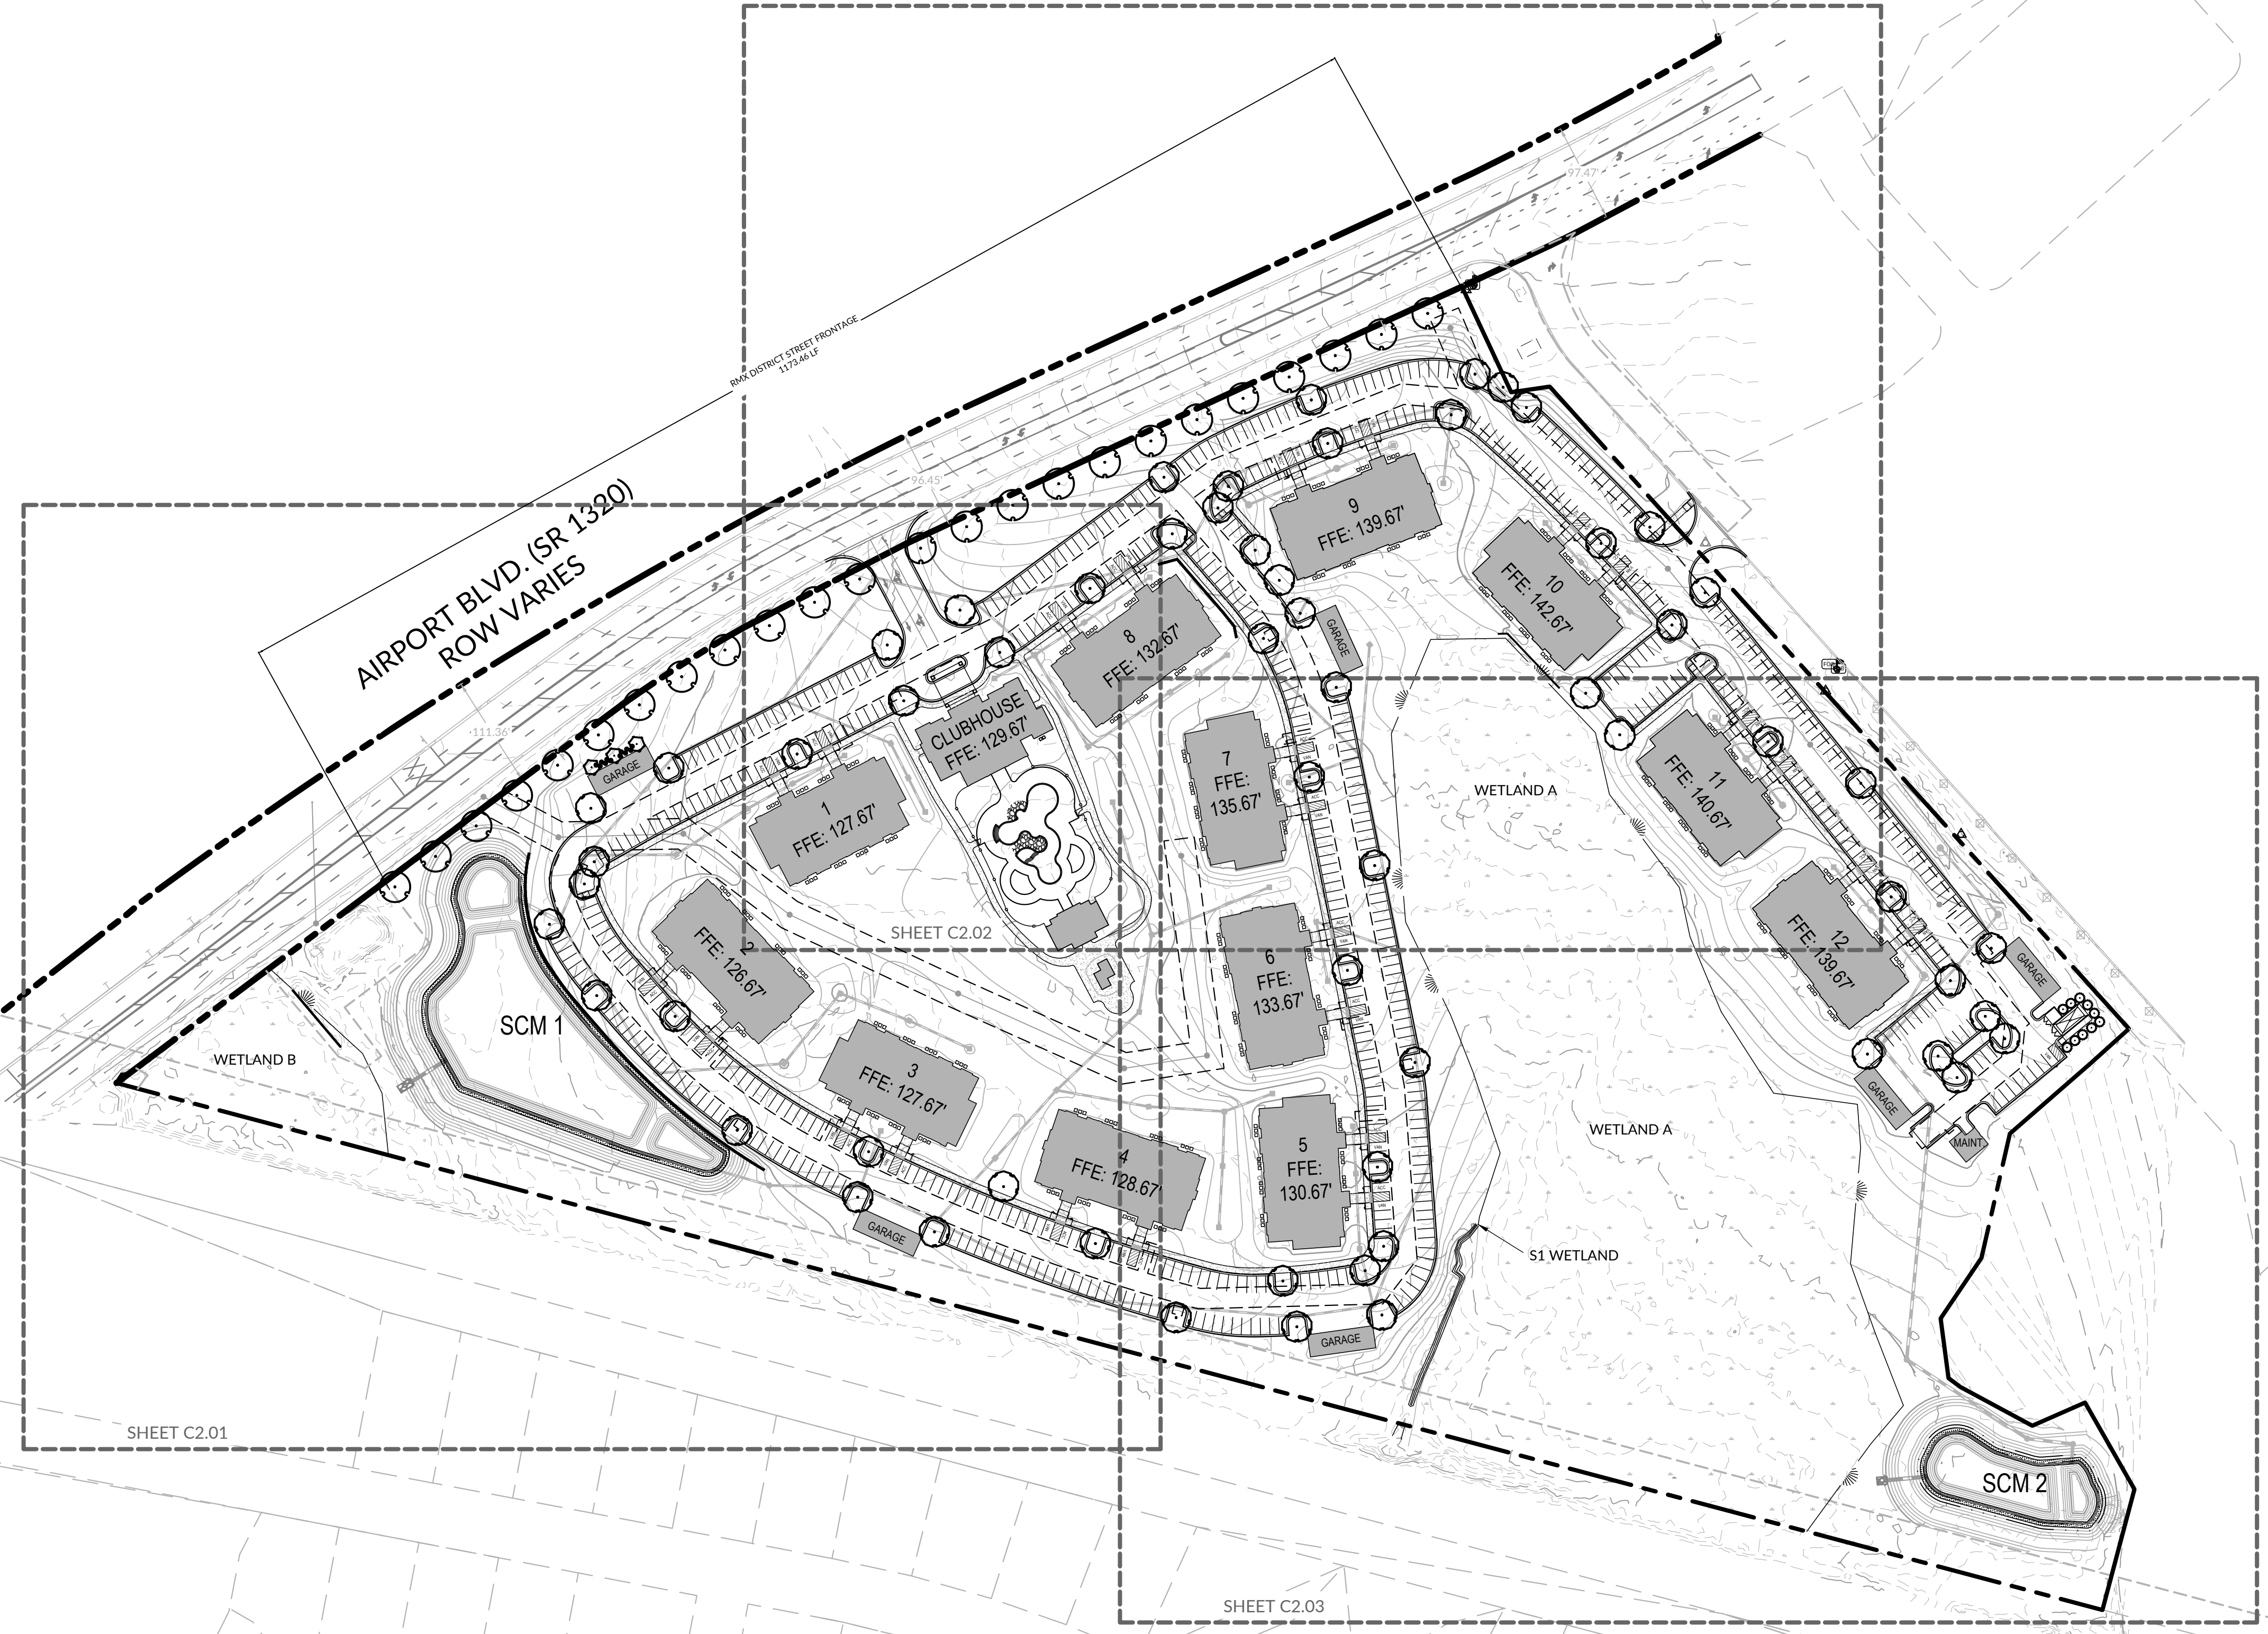 97.47'
RMX DISTRICT STREET FRONTAGE
1173.46 LF
AIRPORT BLVD. (SR 1320)
ROW VARIES
96.45'
111.36'
9
FFE: 139.67'
10
FFE: 142.67'
GARAGE
8
FFE: 132.67'
CLUBHOUSE
FFE: 129.67'
GARAGE
1
FFE: 127.67'
7
FFE:
135.67'
WETLAND A
11
FFE: 140.67'
SHEET C2.02
2
FFE: 126.67'
6
FFE:
133.67'
12
FFE: 139.67'
GARAGE
SCM 1
WETLAND B
3
FFE: 127.67'
GARAGE
WETLAND A
MAINT.
4
FFE: 128.67'
5
FFE:
130.67'
GARAGE
S1 WETLAND
GARAGE
SHEET C2.01
SCM 2
SHEET C2.03